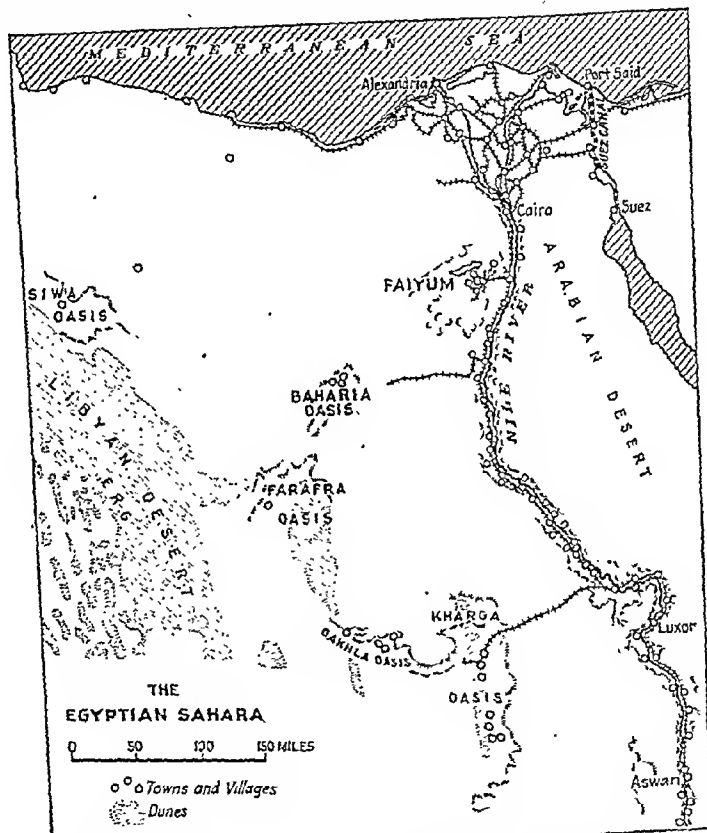 MEDITERRANEAN SEA
Alexandria
Port Said
SUEZ CANAL
Cairo
Suez
ARABIAN DESERT
FAIYUM
SIWA
OASIS
NILE RIVER
BAHARIA
OASIS
LIBYAN DESERT
ERG
FARAFRA
OASIS
KHARGA
OASIS
DAKHLA OASIS
Luxor
THE
EGYPTIAN SAHARA
0 50 100 150 MILES
Towns and Villages
Dunes
Aswan